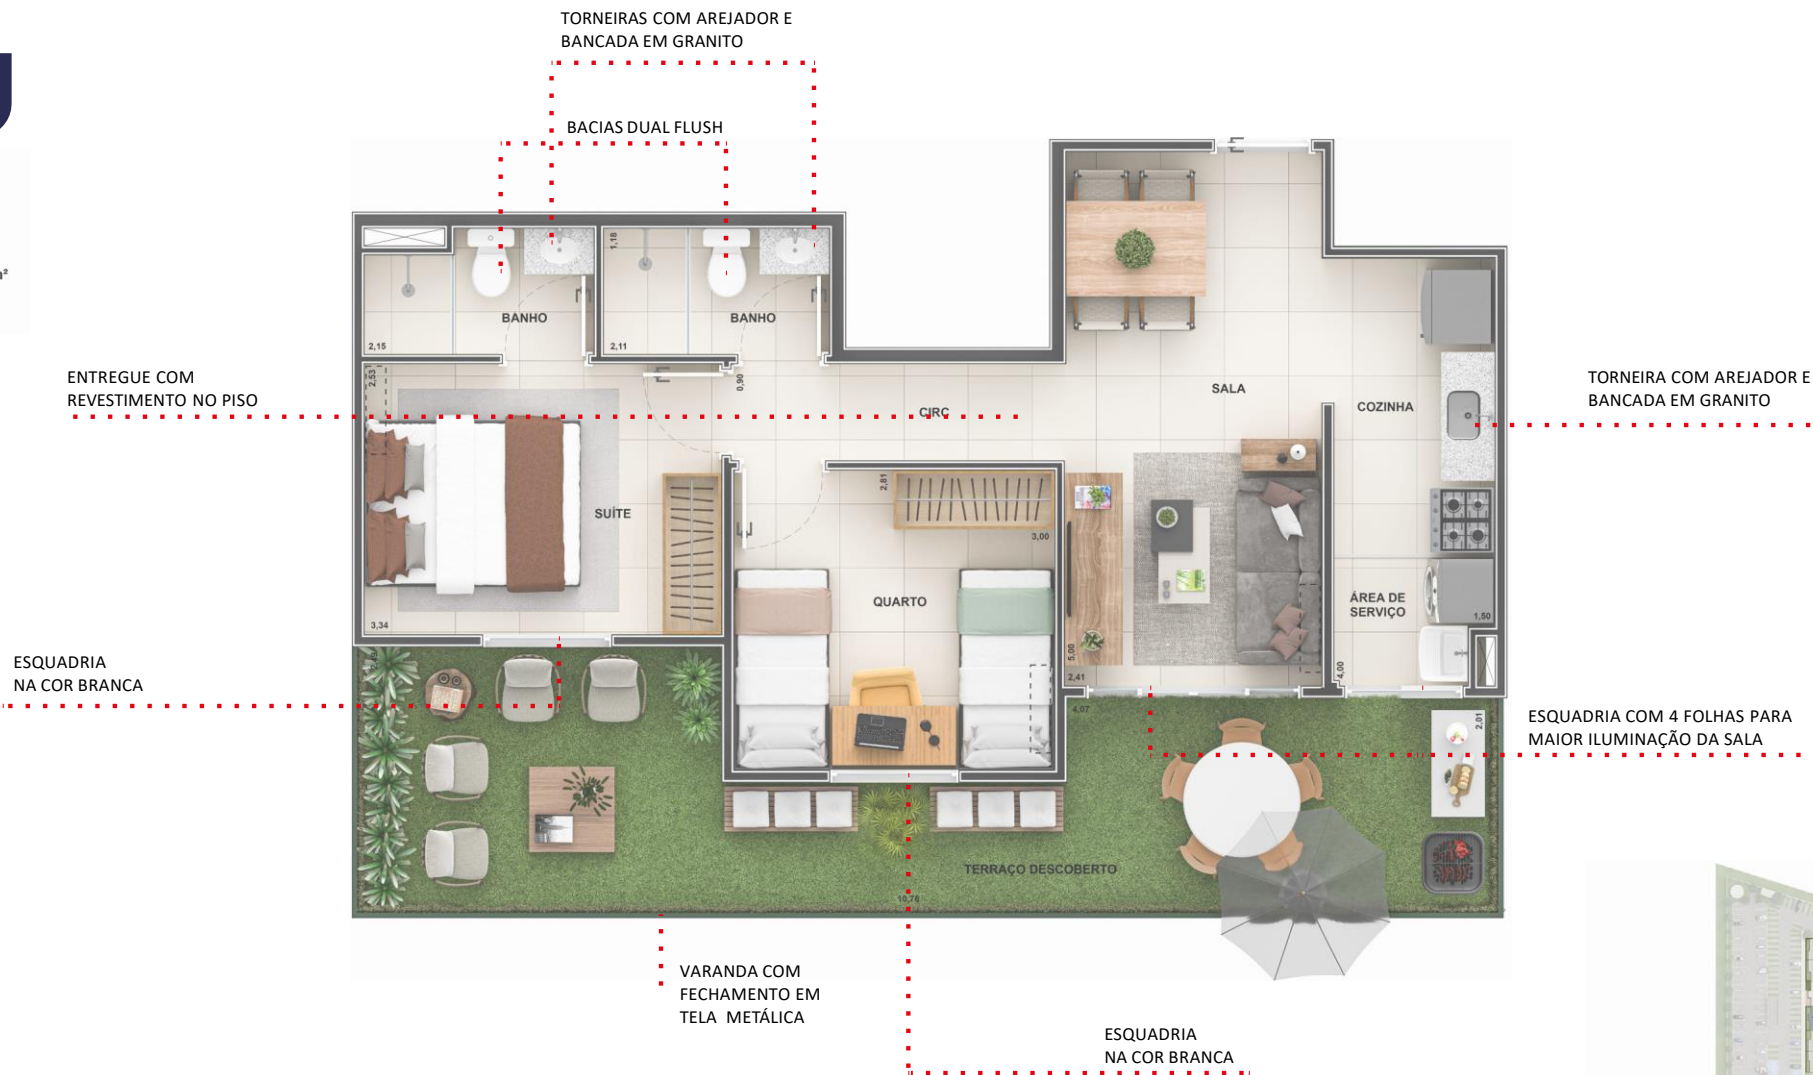 TORNEIRAS COM AREJADOR E
BANCADA EM GRANITO
BACIAS DUAL FLUSH
m²
1,18
BANHO
BANHO
2,15
2,11
ENTREGUE COM
REVESTIMENTO NO PISO
2,53
0,90
CIRC
SALA
COZINHA
TORNEIRA COM AREJADOR E
BANCADA EM GRANITO
SUÍTE
2,81
3,00
QUARTO
ÁREA DE
SERVIÇO
1,50
3,34
5,00
2,41
4,00
ESQUADRIA
NA COR BRANCA
4,07
2,01
ESQUADRIA COM 4 FOLHAS PARA
MAIOR ILUMINAÇÃO DA SALA
TERRAÇO DESCOBERTO
10,76
VARANDA COM
FECHAMENTO EM
TELA METÁLICA
ESQUADRIA
NA COR BRANCA